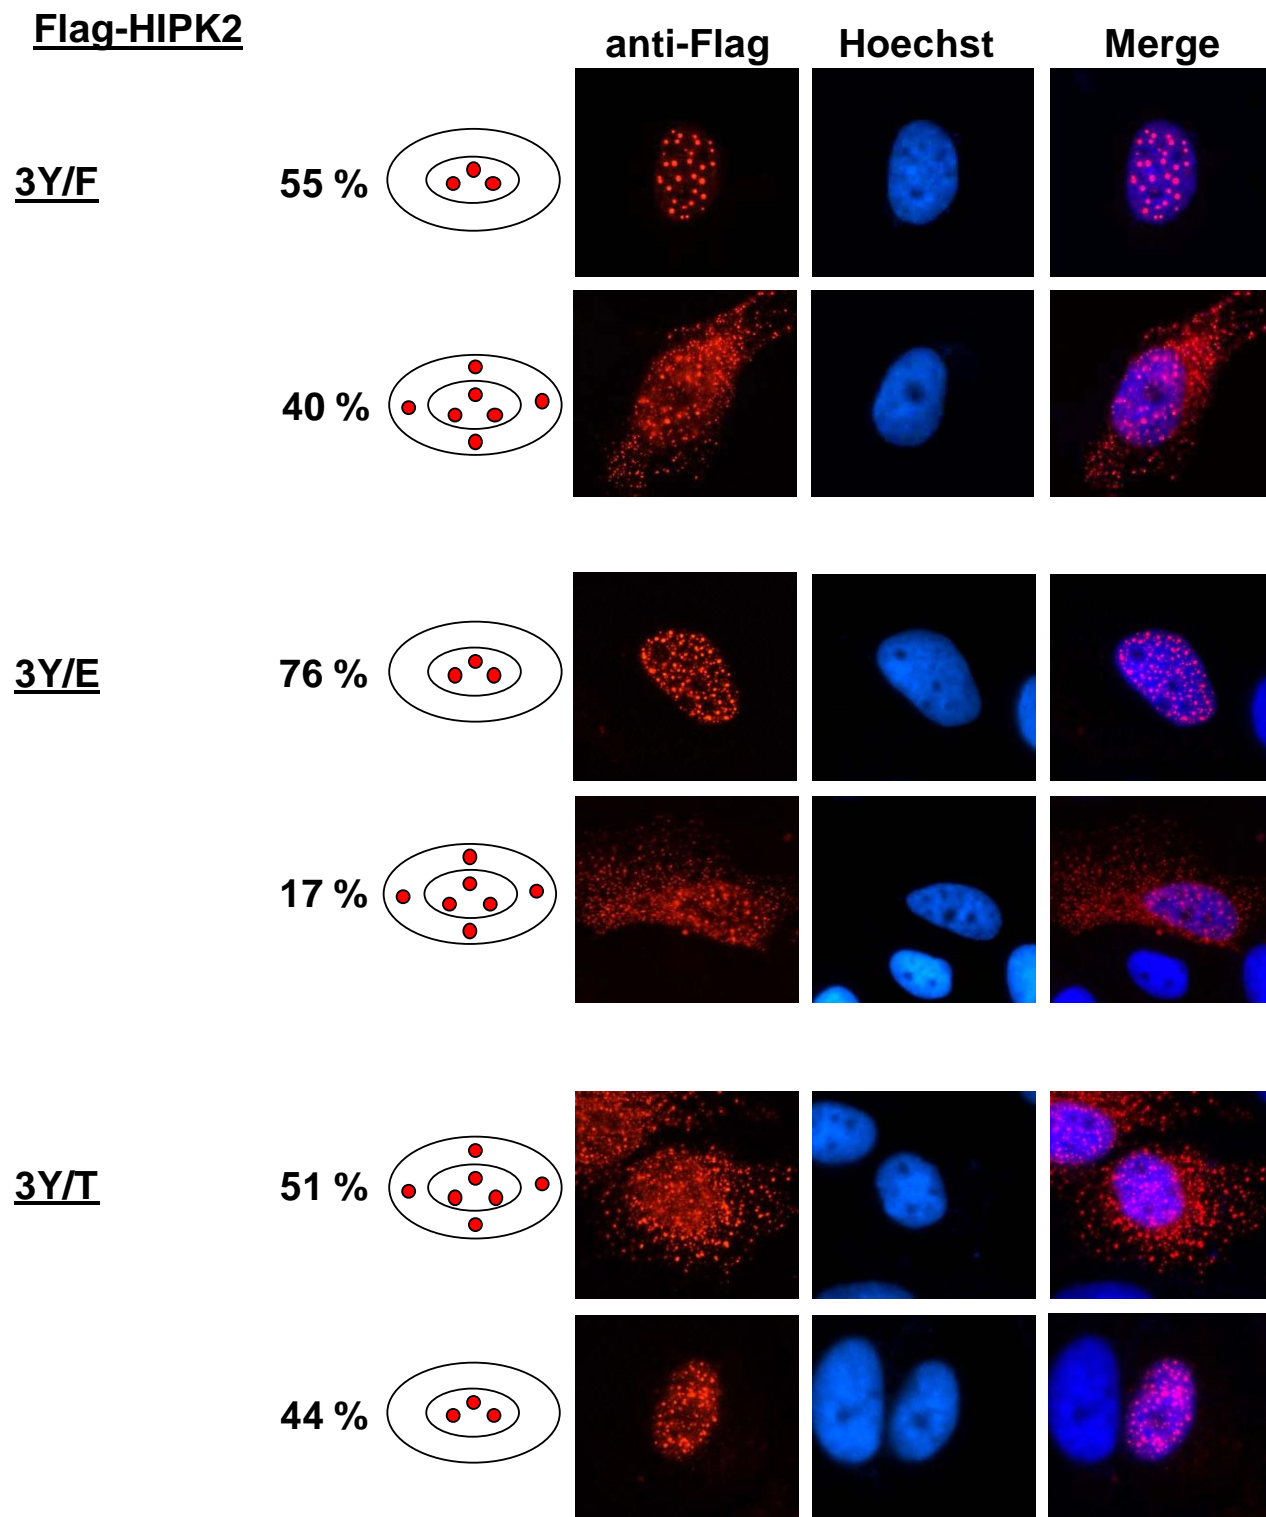 Flag-HIPK2
anti-Flag Hoechst Merge
3Y/F 55 %
40 %
3Y/E 76 %
17 %
3Y/T 51 %
44 %